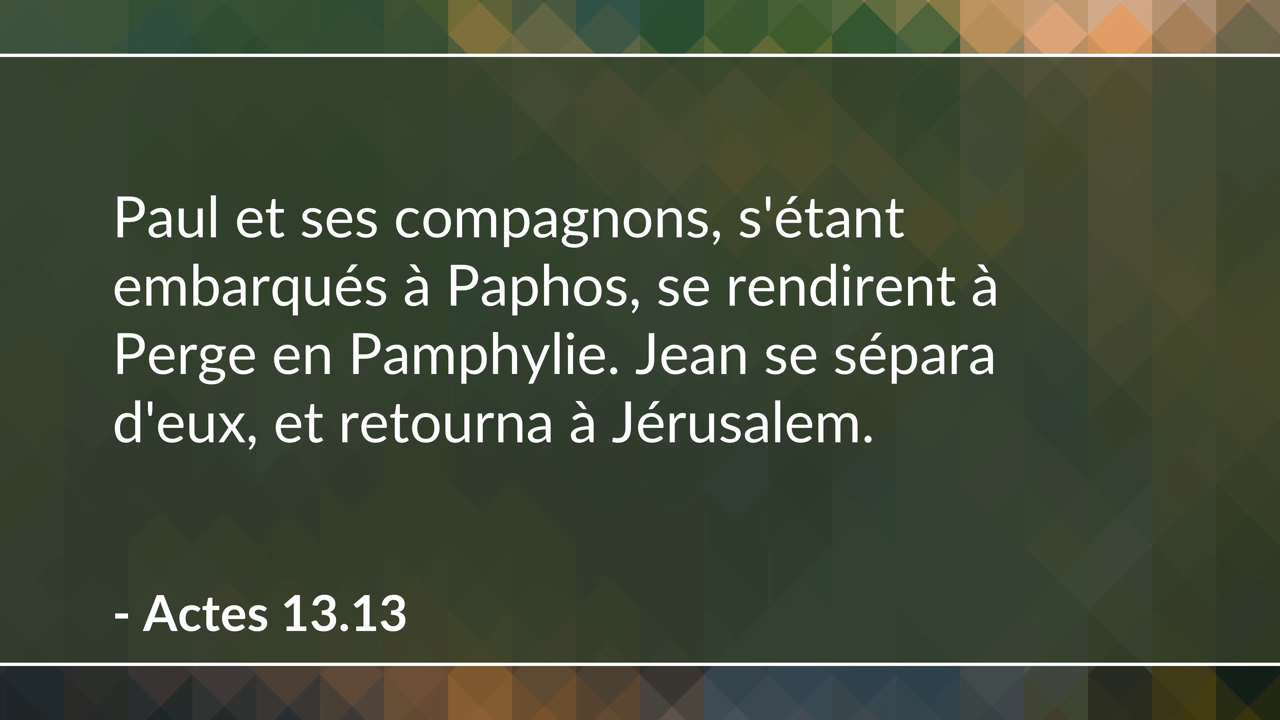 Paul et ses compagnons, s'étant
embarqués à Paphos, se rendirent à
Perge en Pamphylie. Jean se sépara
d'eux, et retourna à Jérusalem.
- Actes 13.13